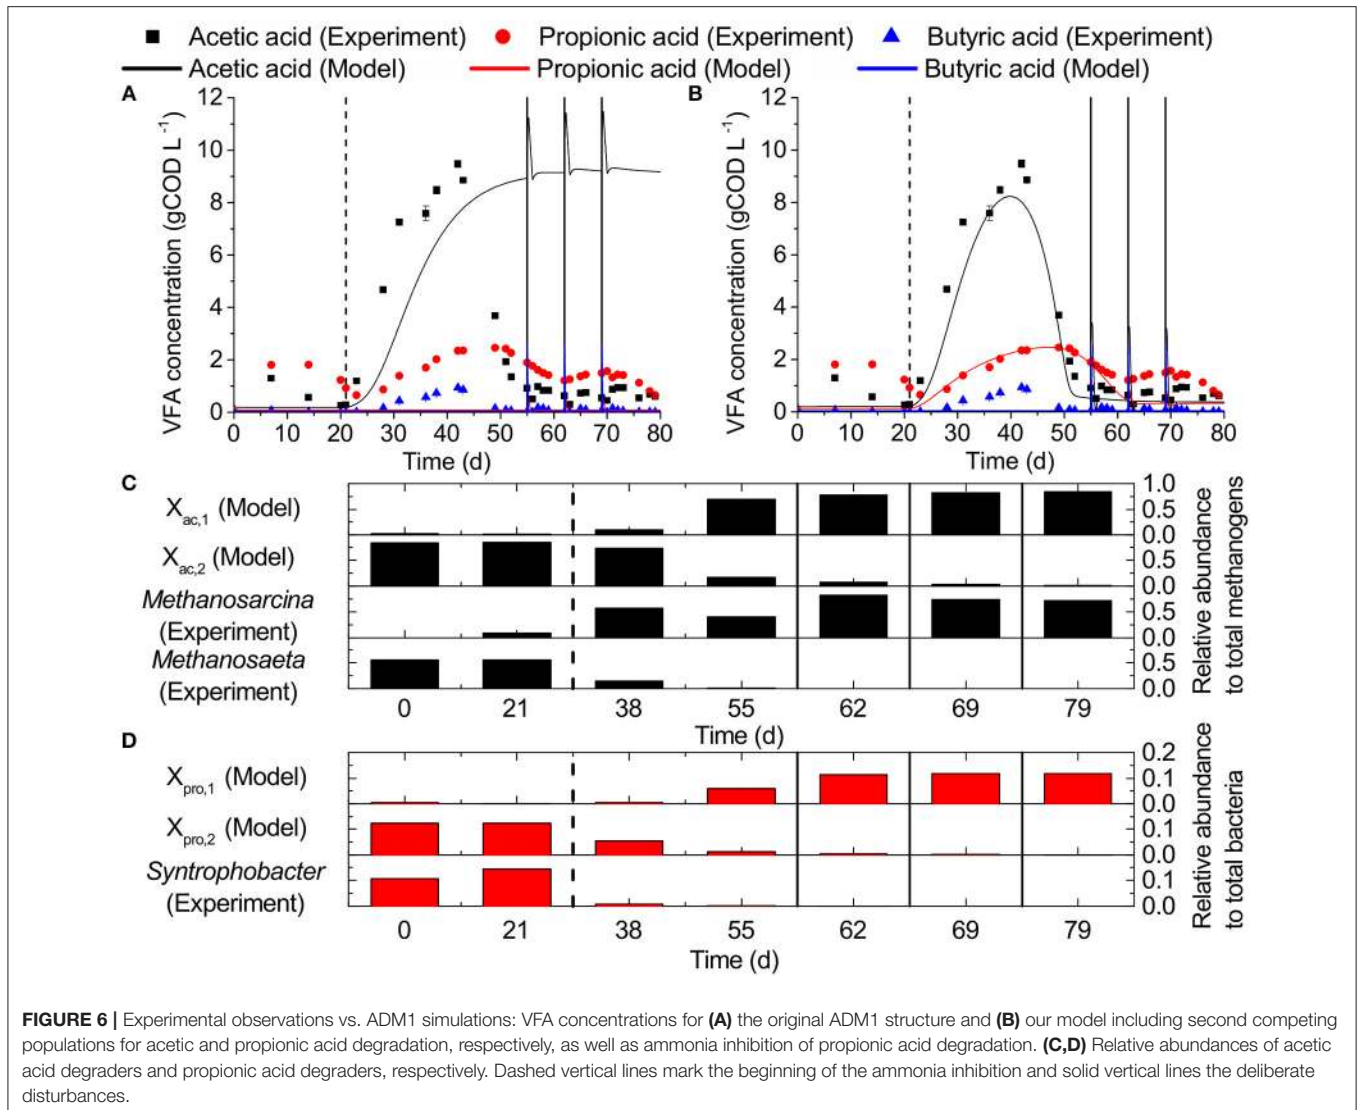 Acetic acid (Experiment) Propionic acid (Experiment) Butyric acid (Experiment)
Acetic acid (Model) Propionic acid (Model) Butyric acid (Model)
A
VFA concentration (gCOD L⁻¹)
12
10
8
6
4
2
0
0 10 20 30 40 50 60 70 80
Time (d)
B
VFA concentration (gCOD L⁻¹)
12
10
8
6
4
2
0
0 10 20 30 40 50 60 70 80
Time (d)
C
X_ac,1 (Model)
X_ac,2 (Model)
Methanosarcina
(Experiment)
Methanosaeta
(Experiment)
1.0
0.5
0.0
0.5
0.0
0.5
0.0
0.5
0.0
Relative abundance
to total methanogens
0 21 38 55 62 69 79
Time (d)
D
X_pro,1 (Model)
X_pro,2 (Model)
Syntrophobacter
(Experiment)
0.2
0.1
0.0
0.1
0.0
0.1
0.0
Relative abundance
to total bacteria
0 21 38 55 62 69 79
Time (d)
FIGURE 6 | Experimental observations vs. ADM1 simulations: VFA concentrations for (A) the original ADM1 structure and (B) our model including second competing
populations for acetic and propionic acid degradation, respectively, as well as ammonia inhibition of propionic acid degradation. (C,D) Relative abundances of acetic
acid degraders and propionic acid degraders, respectively. Dashed vertical lines mark the beginning of the ammonia inhibition and solid vertical lines the deliberate
disturbances.